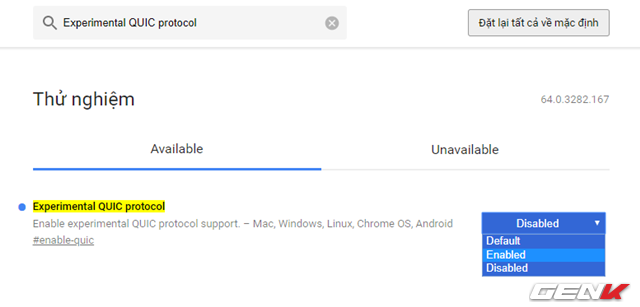 Experimental QUIC protocol
Đặt lại tất cả về mặc định
Thử nghiệm
64.0.3282.167
Available
Unavailable
Experimental QUIC protocol
Enable experimental QUIC protocol support. – Mac, Windows, Linux, Chrome OS, Android
#enable-quic
Disabled
Default
Enabled
Disabled
GENK